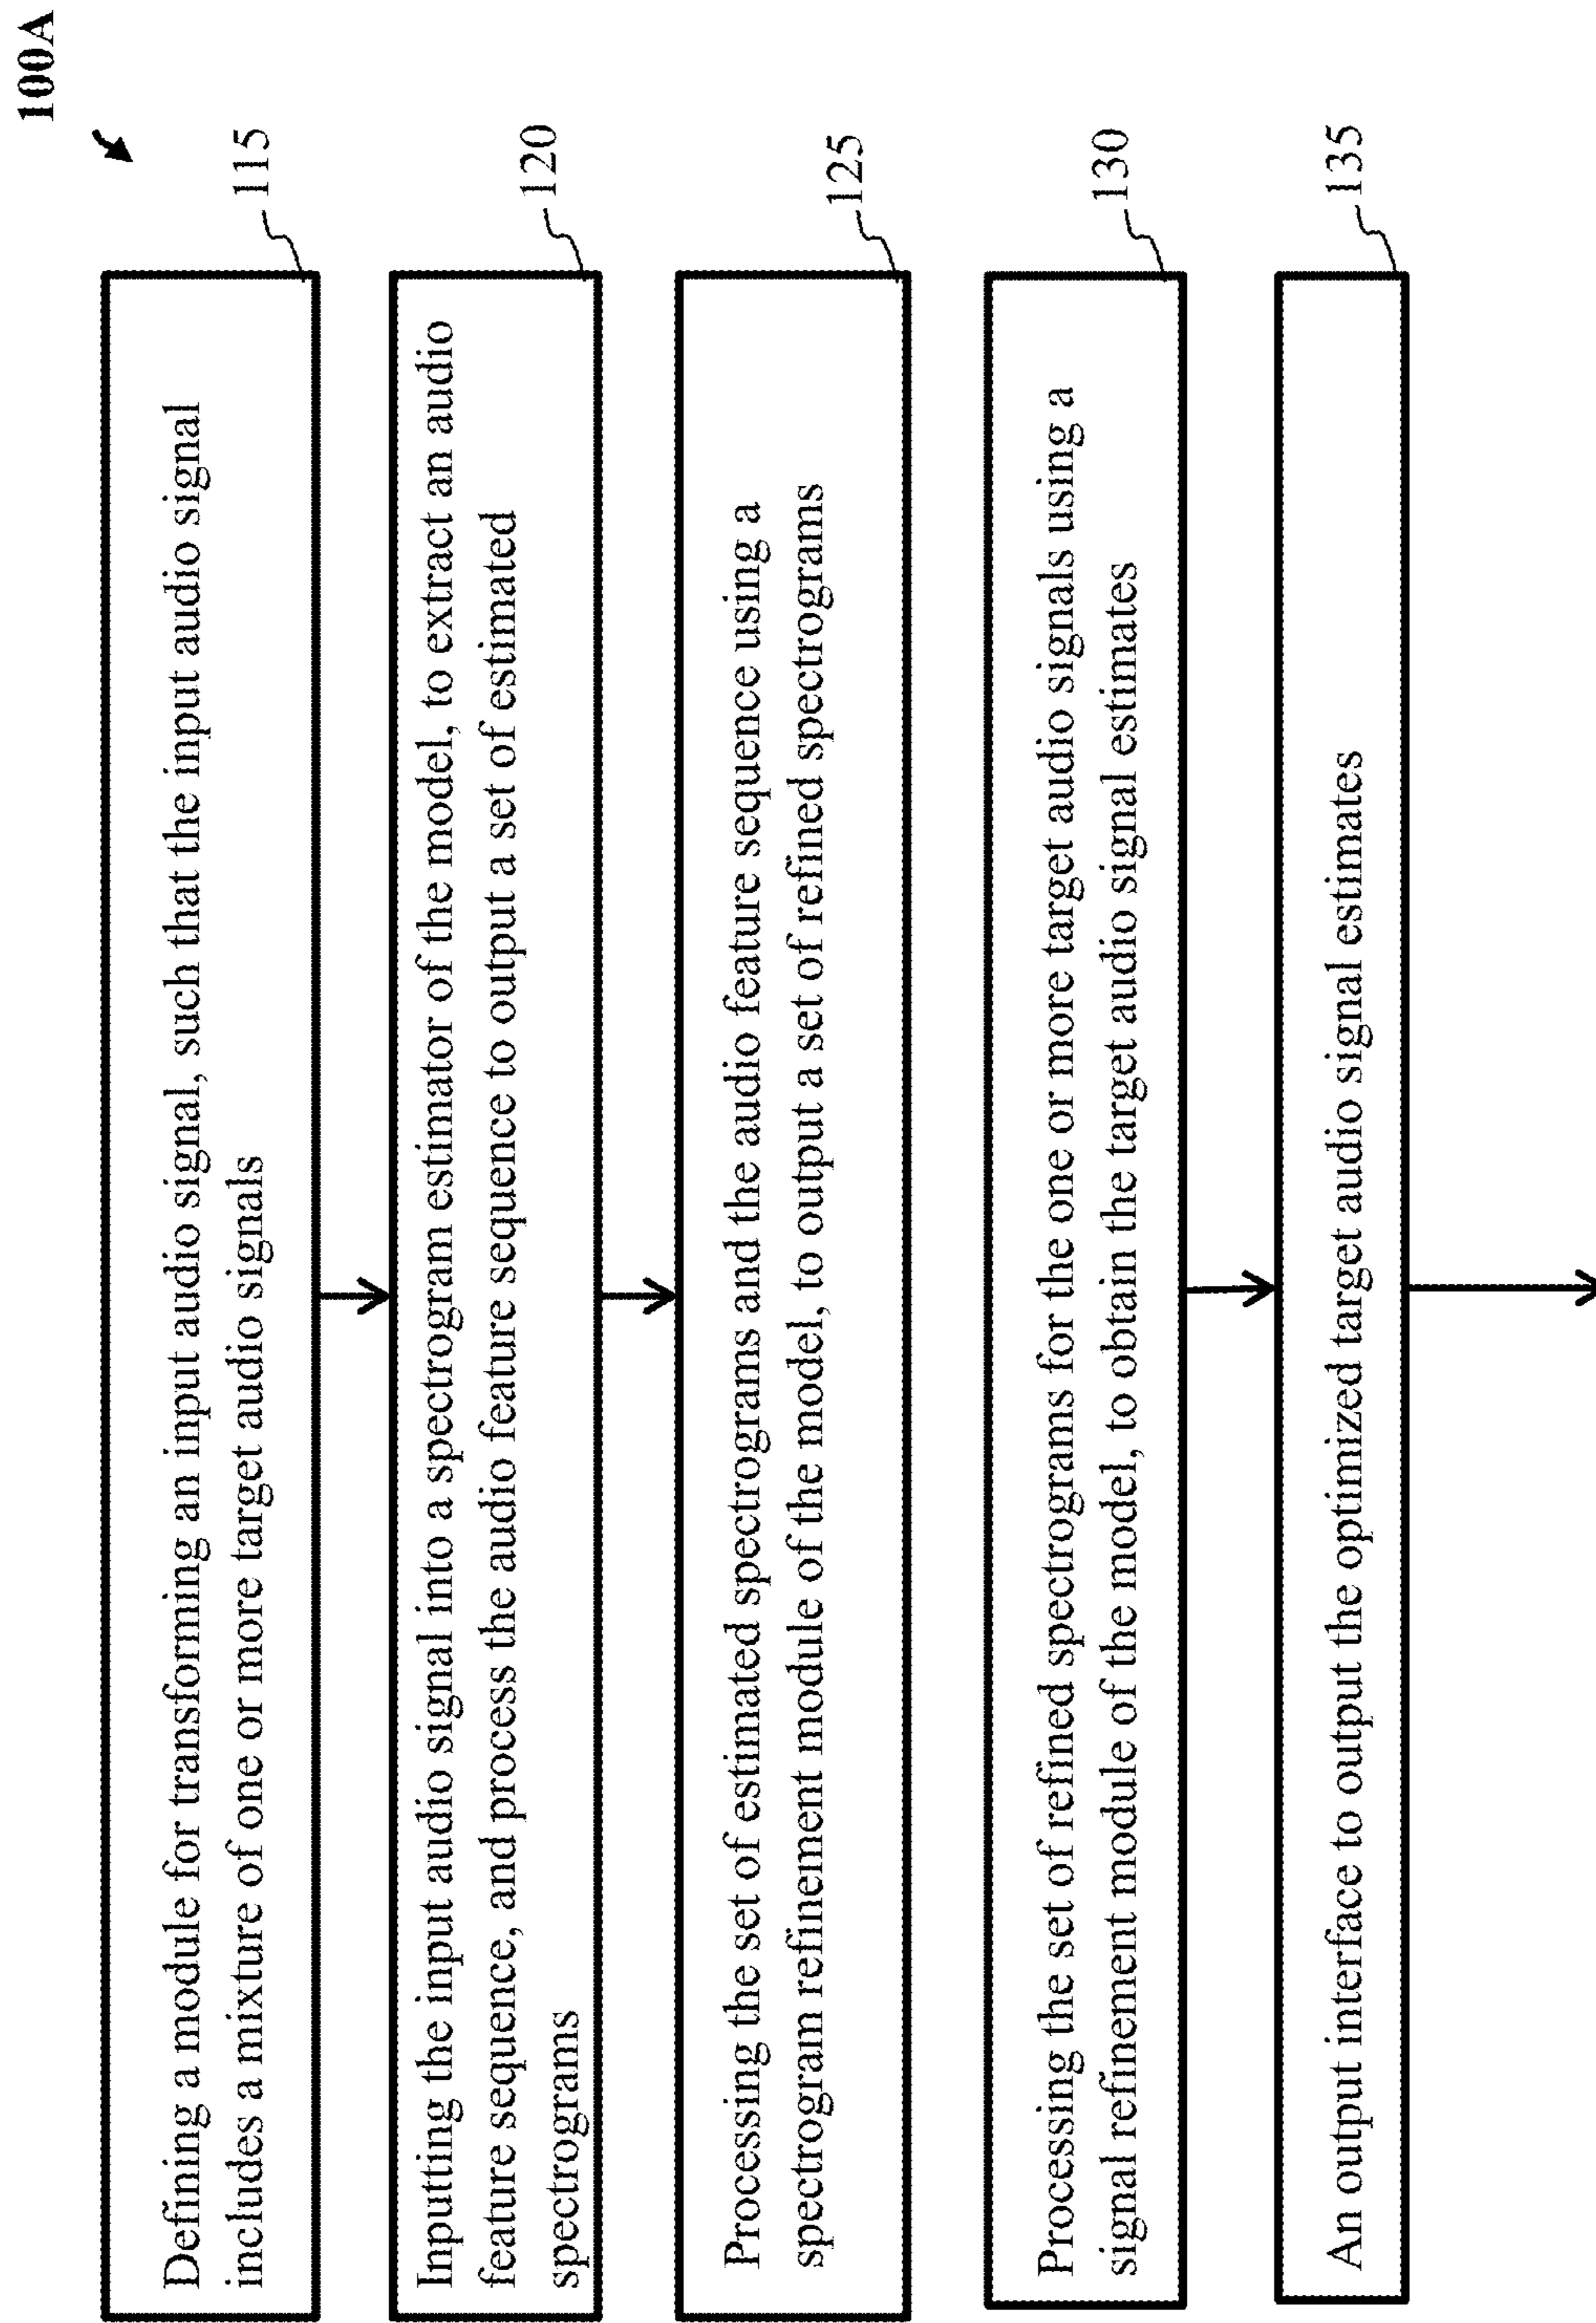 100A
115
Defining a module for transforming an input audio signal, such that the input audio signal
includes a mixture of one or more target audio signals
120
Inputting the input audio signal into a spectrogram estimator of the model, to extract an audio
feature sequence, and process the audio feature sequence to output a set of estimated
spectrograms
125
Processing the set of estimated spectrograms and the audio feature sequence using a
spectrogram refinement module of the model, to output a set of refined spectrograms
130
Processing the set of refined spectrograms for the one or more target audio signals using a
signal refinement module of the model, to obtain the target audio signal estimates
135
An output interface to output the optimized target audio signal estimates